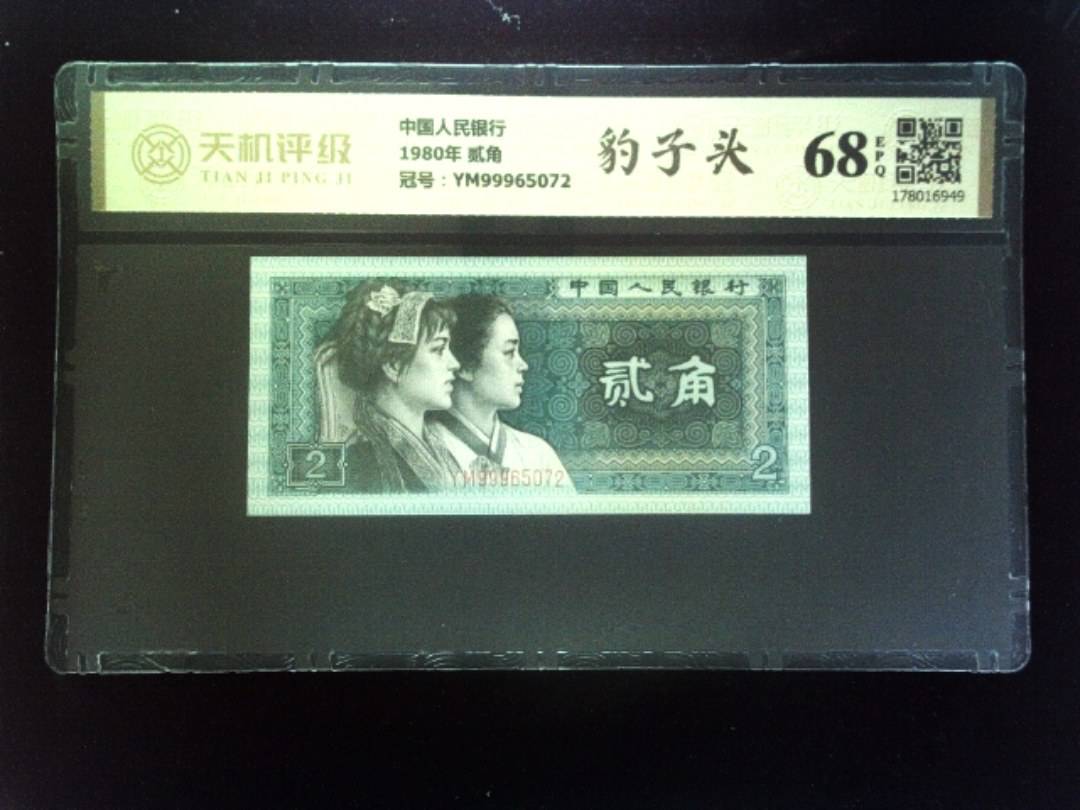 天机评级
TIAN JI PING JI
中国人民银行
1980年 贰角
冠号：YM99965072
豹子头
68
EPQ
178016949
中国人民银行
贰角
2
YM99965072
2